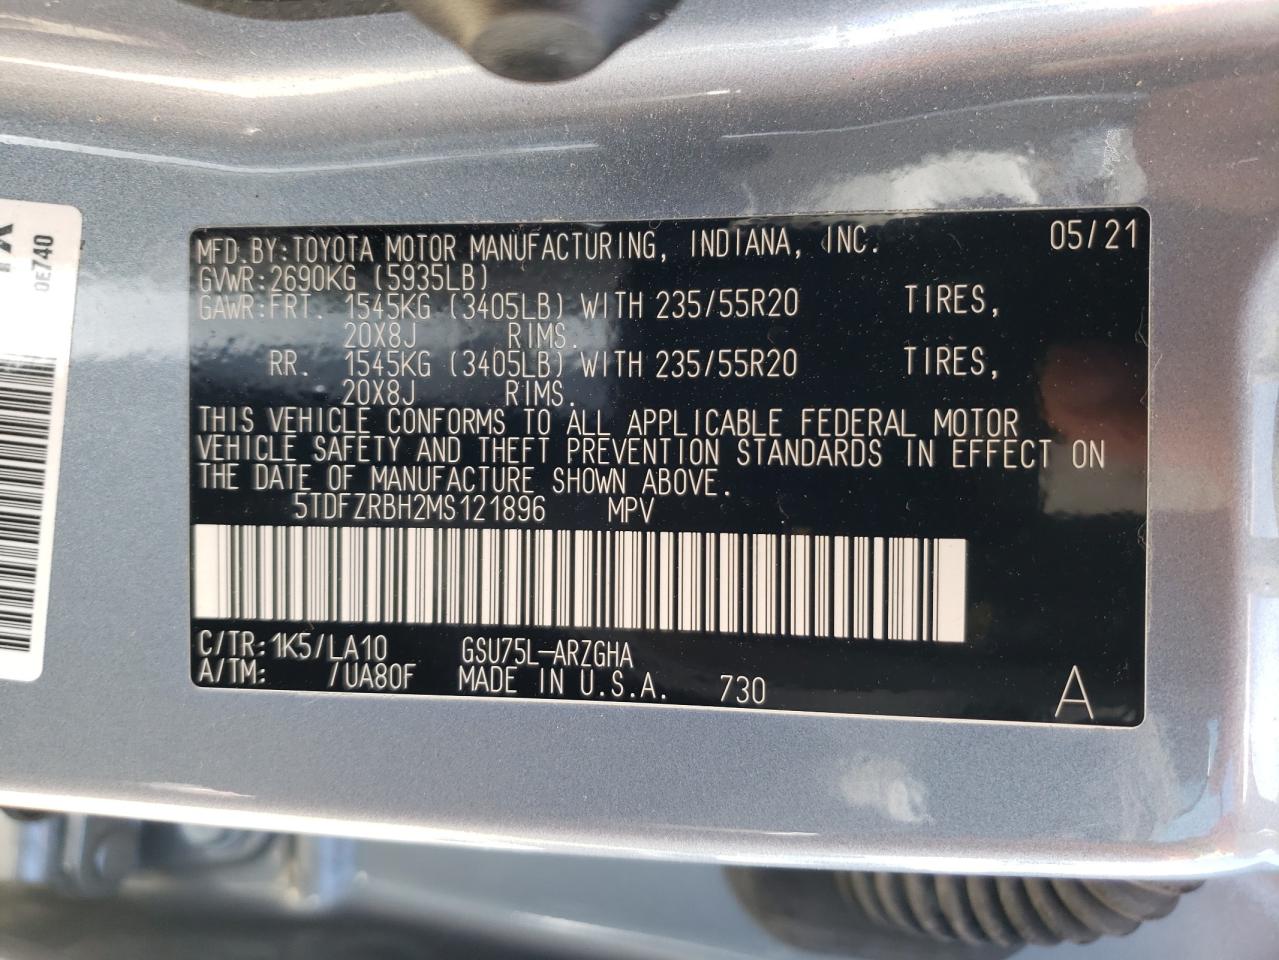 MFD.BY:TOYOTA MOTOR MANUFACTURING, INDIANA, INC. 05/21
GVWR:2690KG (5935LB)
GAWR:FRT. 1545KG (3405LB) WITH 235/55R20 TIRES,
20X8J RIMS.
RR. 1545KG (3405LB) WITH 235/55R20 TIRES,
20X8J RIMS.
THIS VEHICLE CONFORMS TO ALL APPLICABLE FEDERAL MOTOR
VEHICLE SAFETY AND THEFT PREVENTION STANDARDS IN EFFECT ON
THE DATE OF MANUFACTURE SHOWN ABOVE.
5TDFZRBH2MS121896 MPV
C/TR:1K5/LA10 GSU75L-ARZGHA
A/TM: /UA80F MADE IN U.S.A. 730 A
0E740